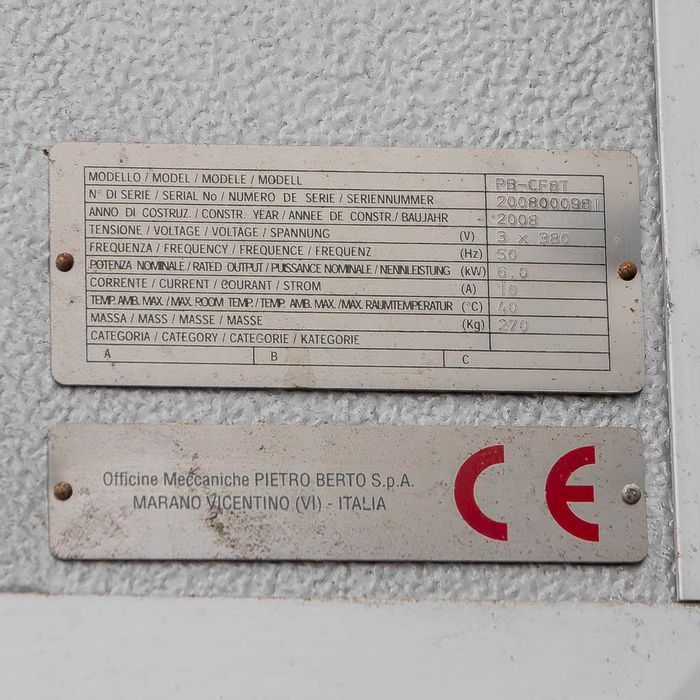 MODELLO / MODEL / MODELE / MODELL PB-CF8T
N° DI SERIE / SERIAL No / NUMERO DE SERIE / SERIENNUMMER 2008000981
ANNO DI COSTRUZ. / CONSTR. YEAR / ANNEE DE CONSTR. / BAUJAHR 2008
TENSIONE / VOLTAGE / VOLTAGE / SPANNUNG (V) 3 x 380
FREQUENZA / FREQUENCY / FREQUENCE / FREQUENZ (Hz) 50
POTENZA NOMINALE / RATED OUTPUT / PUISSANCE NOMINALE / NENNLEISTUNG (kW) 6,0
CORRENTE / CURRENT / COURANT / STROM (A) 10
TEMP. AMB. MAX. / MAX. ROOM TEMP. / TEMP. AMB. MAX. / MAX. RAUMTEMPERATUR (°C) 40
MASSA / MASS / MASSE / MASSE (Kg) 270
CATEGORIA / CATEGORY / CATEGORIE / KATEGORIE
A B C
Officine Meccaniche PIETRO BERTO S.p.A.
MARANO VICENTINO (VI) - ITALIA
CE